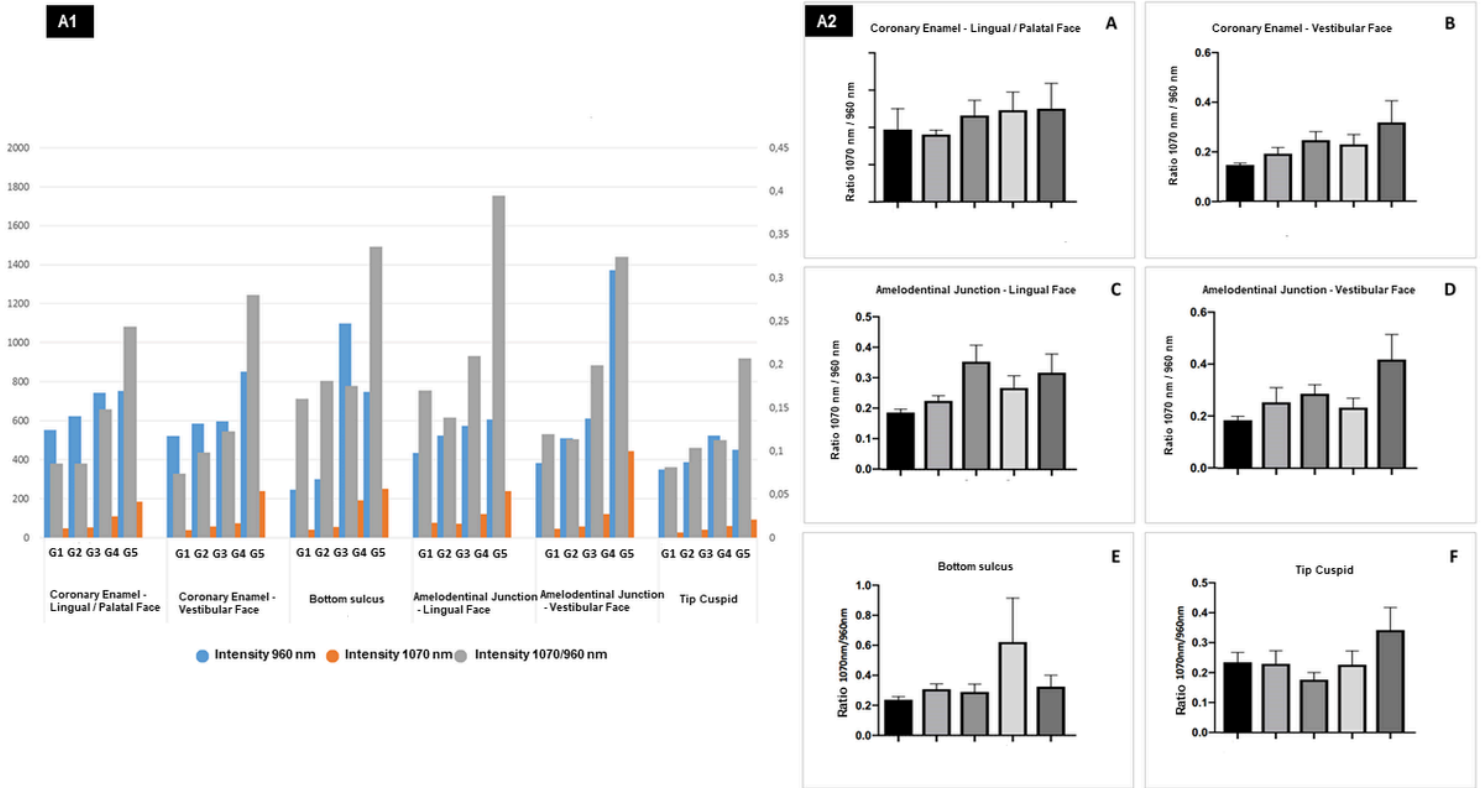 A1
2000
1800
1600
1400
1200
1000
800
600
400
200
0
0,45
0,4
0,35
0,3
0,25
0,2
0,15
0,1
0,05
0
G1 G2 G3 G4 G5
G1 G2 G3 G4 G5
G1 G2 G3 G4 G5
G1 G2 G3 G4 G5
G1 G2 G3 G4 G5
G1 G2 G3 G4 G5
Coronary Enamel -
Lingual / Palatal Face
Coronary Enamel -
Vestibular Face
Bottom sulcus
Amelodentinal Junction
- Lingual Face
Amelodentinal Junction
- Vestibular Face
Tip Cuspid
Intensity 960 nm
Intensity 1070 nm
Intensity 1070/960 nm
A2
Coronary Enamel - Lingual / Palatal Face
A
Ratio 1070 nm / 960 nm
Coronary Enamel - Vestibular Face
B
Ratio 1070 nm / 960 nm
0.6
0.4
0.2
0.0
Amelodentinal Junction - Lingual Face
C
Ratio 1070 nm / 960 nm
0.5
0.4
0.3
0.2
0.1
0.0
Amelodentinal Junction - Vestibular Face
D
Ratio 1070 nm / 960 nm
0.6
0.4
0.2
0.0
Bottom sulcus
E
Ratio 1070nm/960nm
1.0
0.8
0.6
0.4
0.2
0.0
Tip Cuspid
F
Ratio 1070nm/960nm
0.5
0.4
0.3
0.2
0.1
0.0